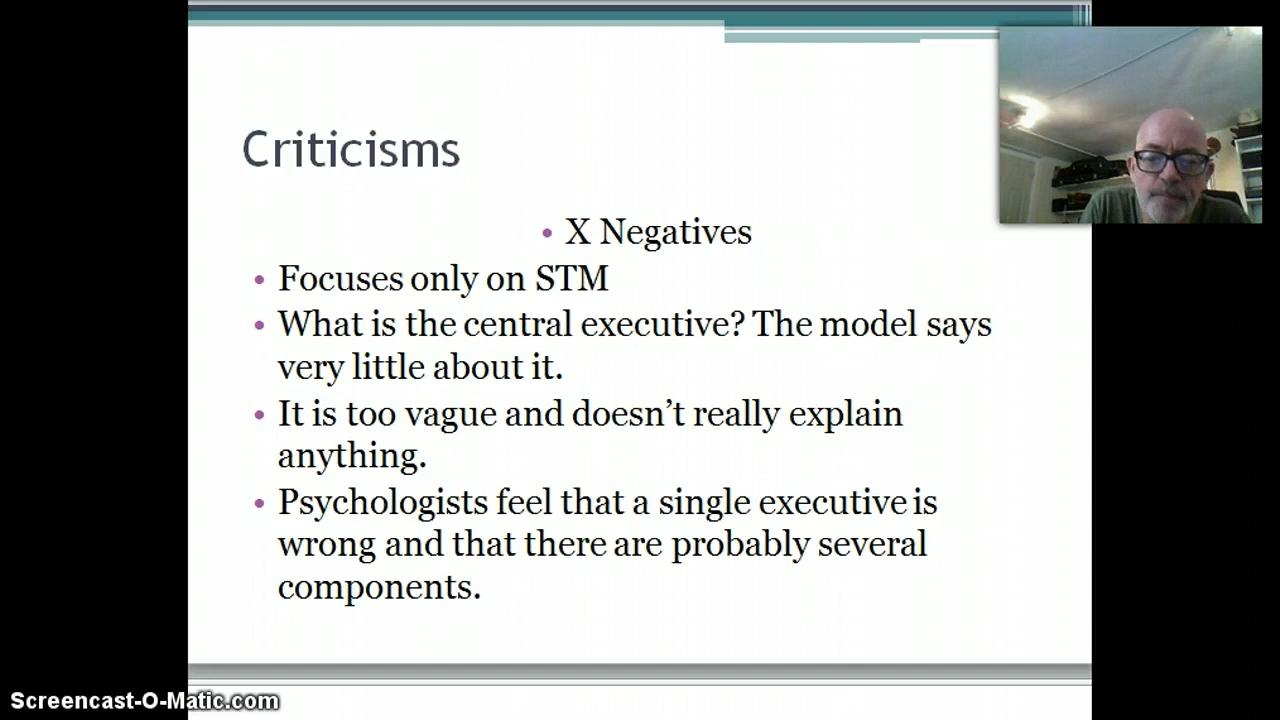 Criticisms
• X Negatives
• Focuses only on STM
• What is the central executive? The model says
very little about it.
• It is too vague and doesn’t really explain
anything.
• Psychologists feel that a single executive is
wrong and that there are probably several
components.
Screencast-O-Matic.com